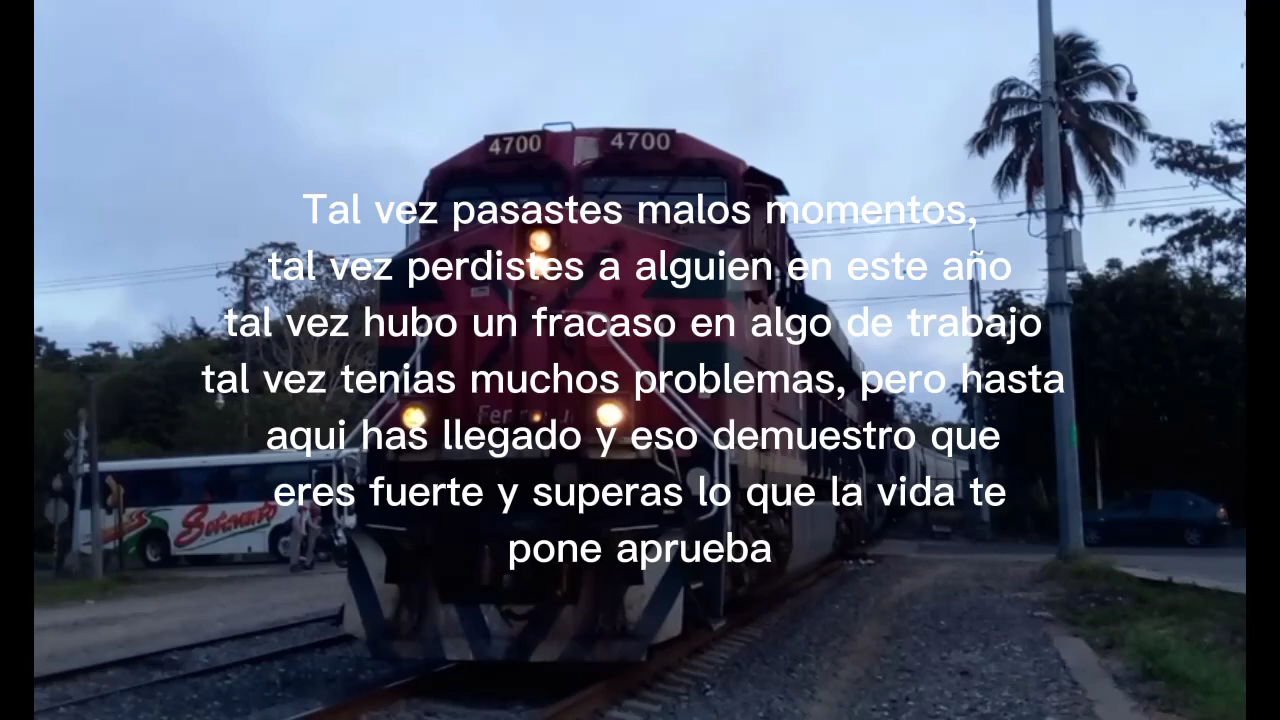 4700 4700
Tal vez pasastes malos momentos,
tal vez perdistes a alguien en este año
tal vez hubo un fracaso en algo de trabajo
tal vez tenias muchos problemas, pero hasta
aqui has llegado y eso demuestro que
eres fuerte y superas lo que la vida te
pone aprueba